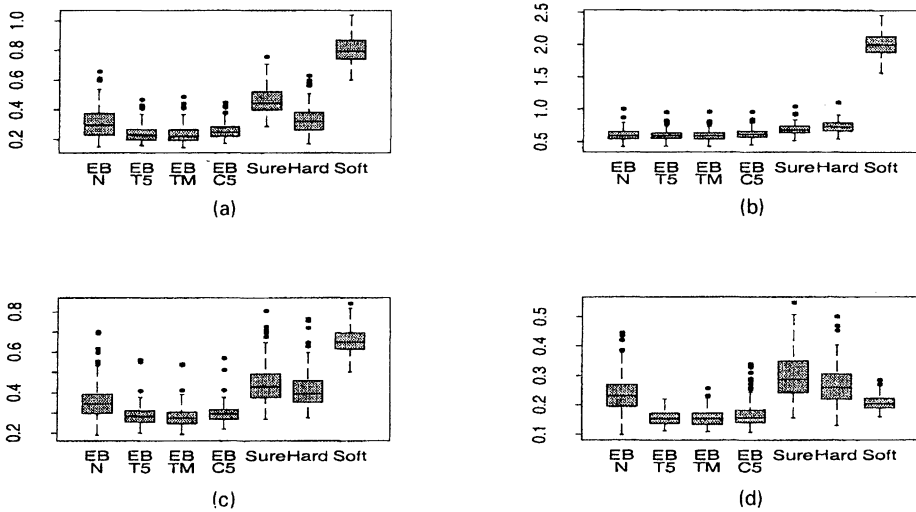 1.0
0.8
0.6
0.4
0.2
EB N
EB T5
EB TM
EB C5
Sure
Hard
Soft
(a)
2.5
2.0
1.5
1.0
0.5
EB N
EB T5
EB TM
EB C5
Sure
Hard
Soft
(b)
0.8
0.6
0.4
0.2
EB N
EB T5
EB TM
EB C5
Sure
Hard
Soft
(c)
0.5
0.4
0.3
0.2
0.1
EB N
EB T5
EB TM
EB C5
Sure
Hard
Soft
(d)